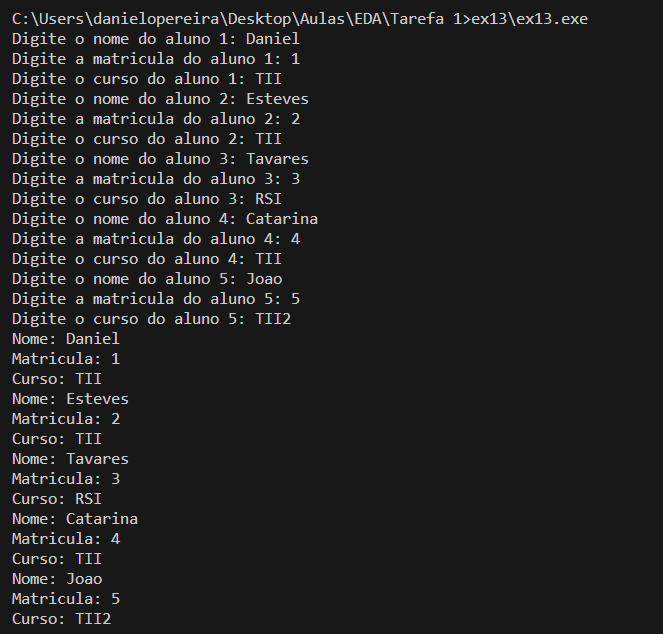 C:\Users\danielopereira\Desktop\Aulas\EDA\Tarefa 1>ex13\ex13.exe
Digite o nome do aluno 1: Daniel
Digite a matricula do aluno 1: 1
Digite o curso do aluno 1: TII
Digite o nome do aluno 2: Esteves
Digite a matricula do aluno 2: 2
Digite o curso do aluno 2: TII
Digite o nome do aluno 3: Tavares
Digite a matricula do aluno 3: 3
Digite o curso do aluno 3: RSI
Digite o nome do aluno 4: Catarina
Digite a matricula do aluno 4: 4
Digite o curso do aluno 4: TII
Digite o nome do aluno 5: Joao
Digite a matricula do aluno 5: 5
Digite o curso do aluno 5: TII2
Nome: Daniel
Matricula: 1
Curso: TII
Nome: Esteves
Matricula: 2
Curso: TII
Nome: Tavares
Matricula: 3
Curso: RSI
Nome: Catarina
Matricula: 4
Curso: TII
Nome: Joao
Matricula: 5
Curso: TII2